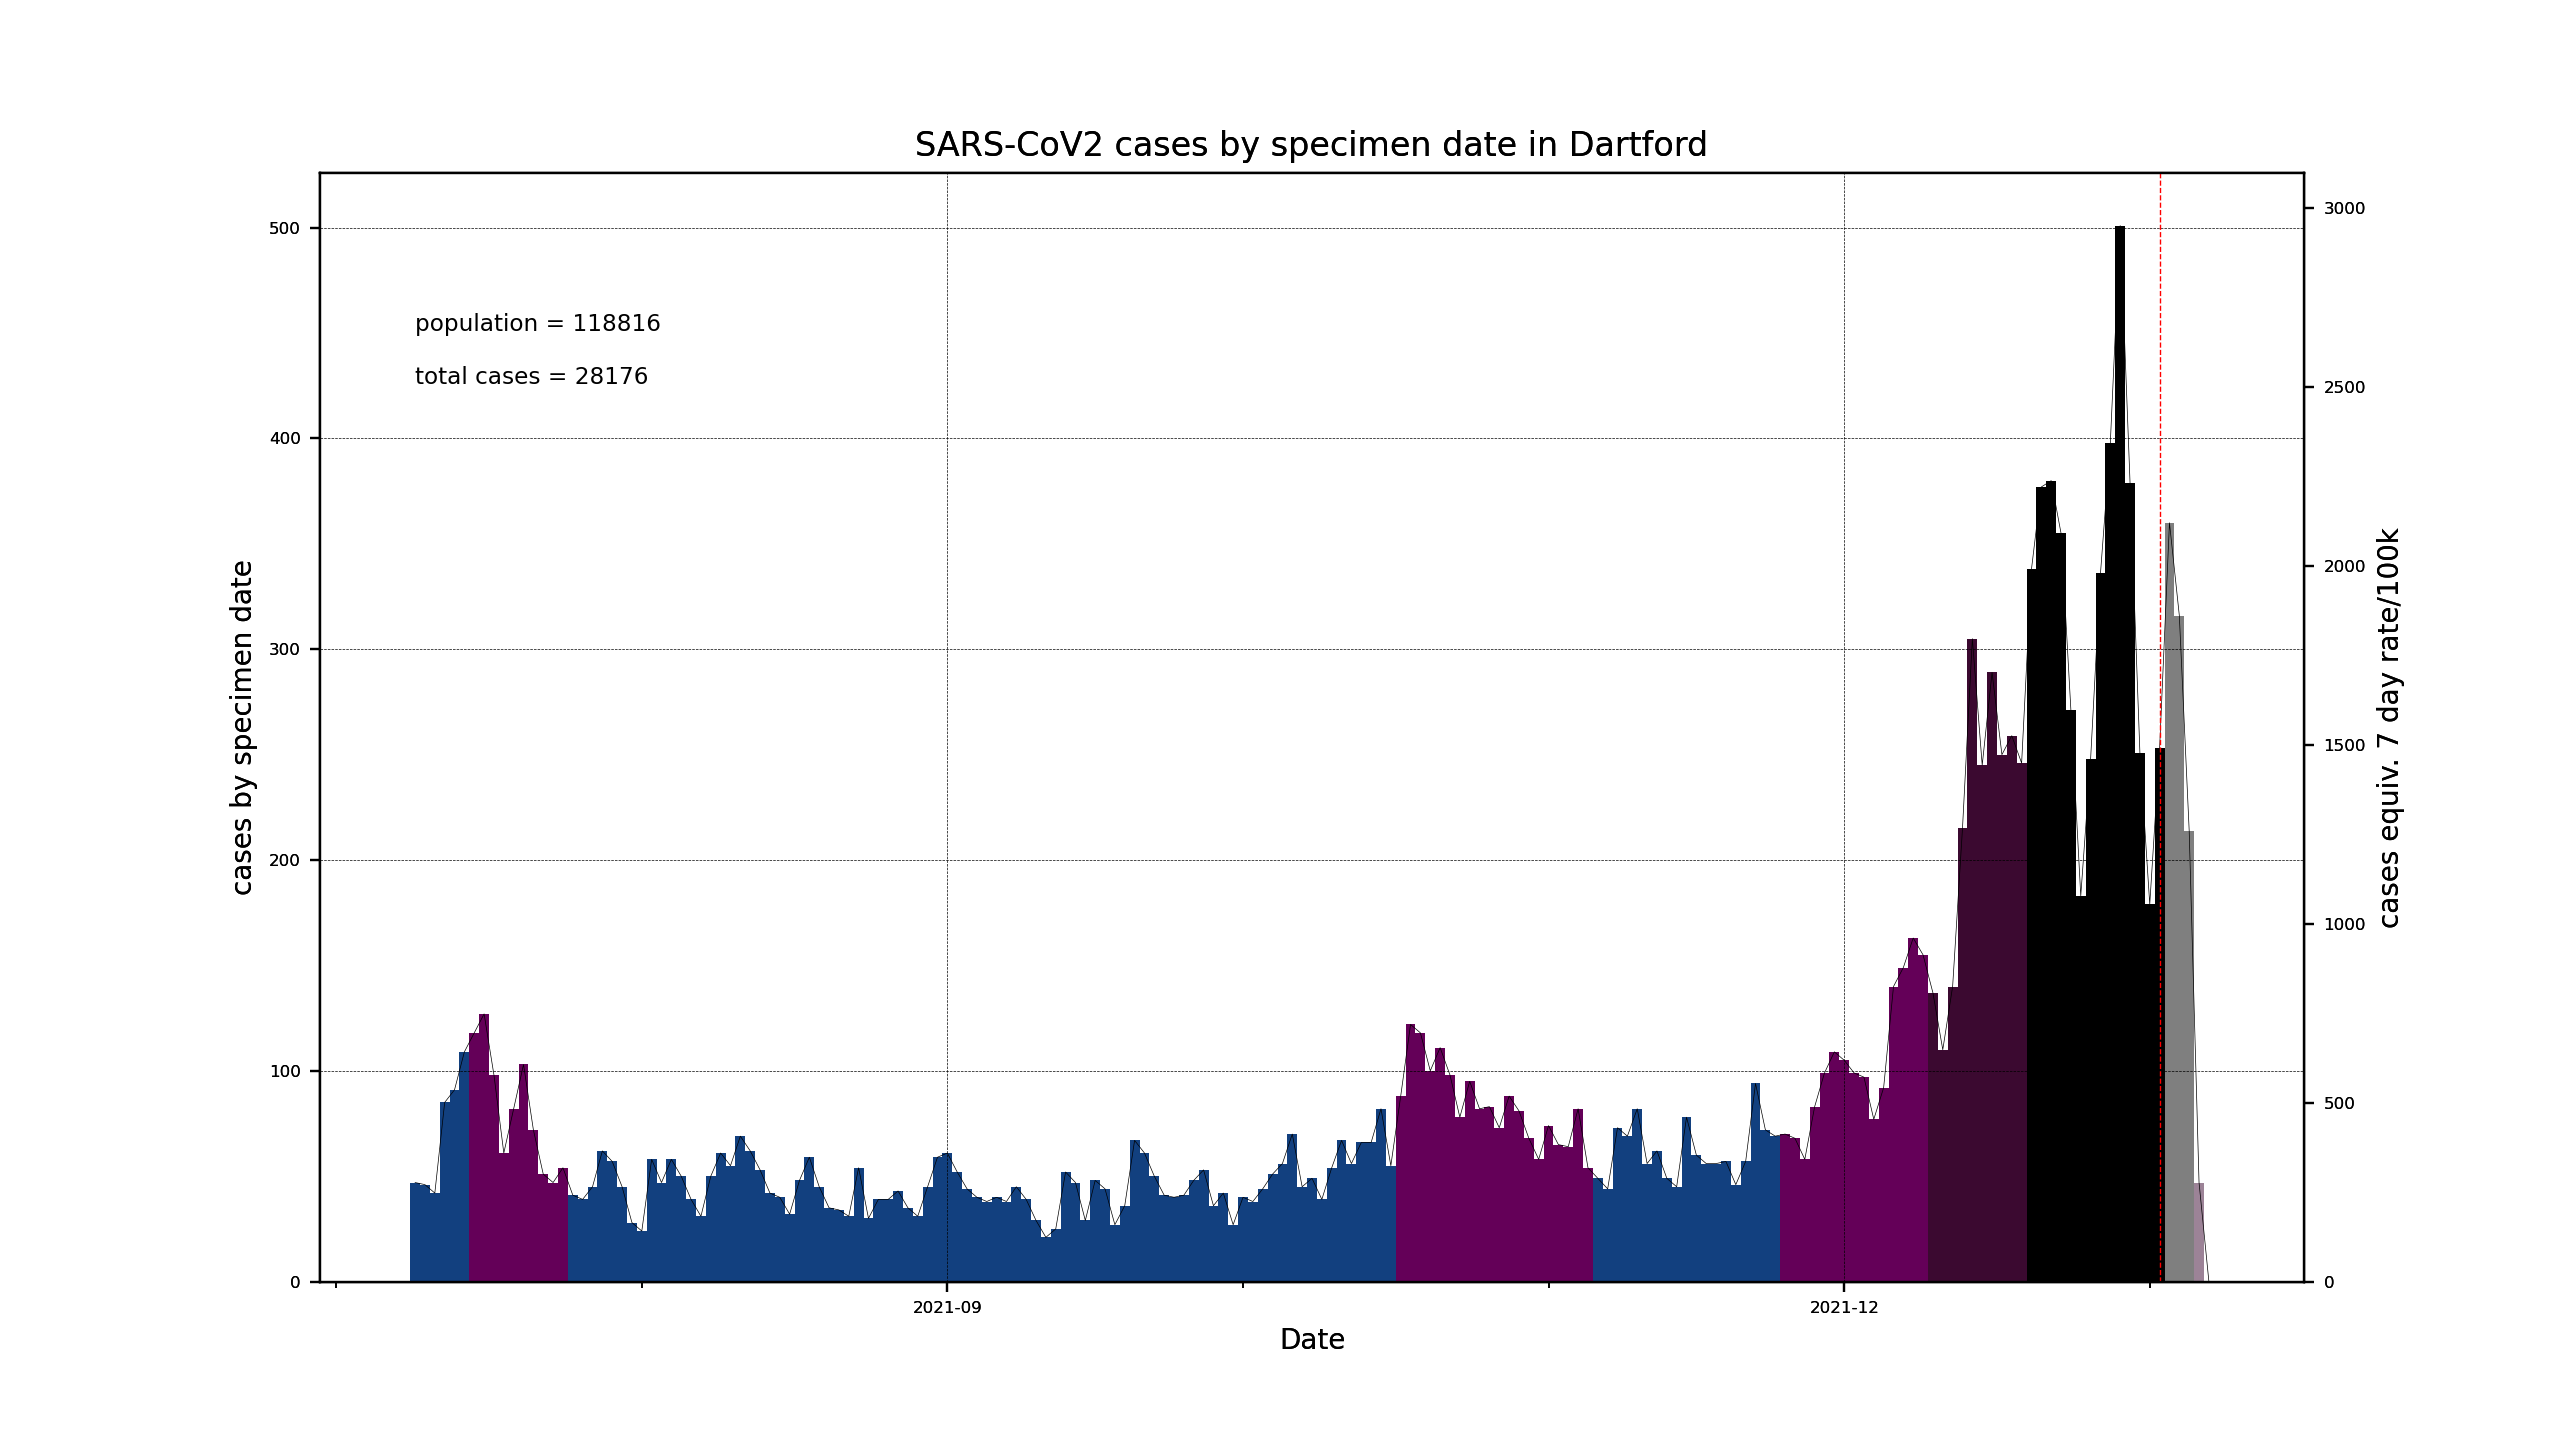 SARS-CoV2 cases by specimen date in Dartford
population = 118816
total cases = 28176
cases by specimen date
500
400
300
200
100
0
3000
2500
2000
1500
1000
500
0
cases equiv. 7 day rate/100k
2021-09
2021-12
Date